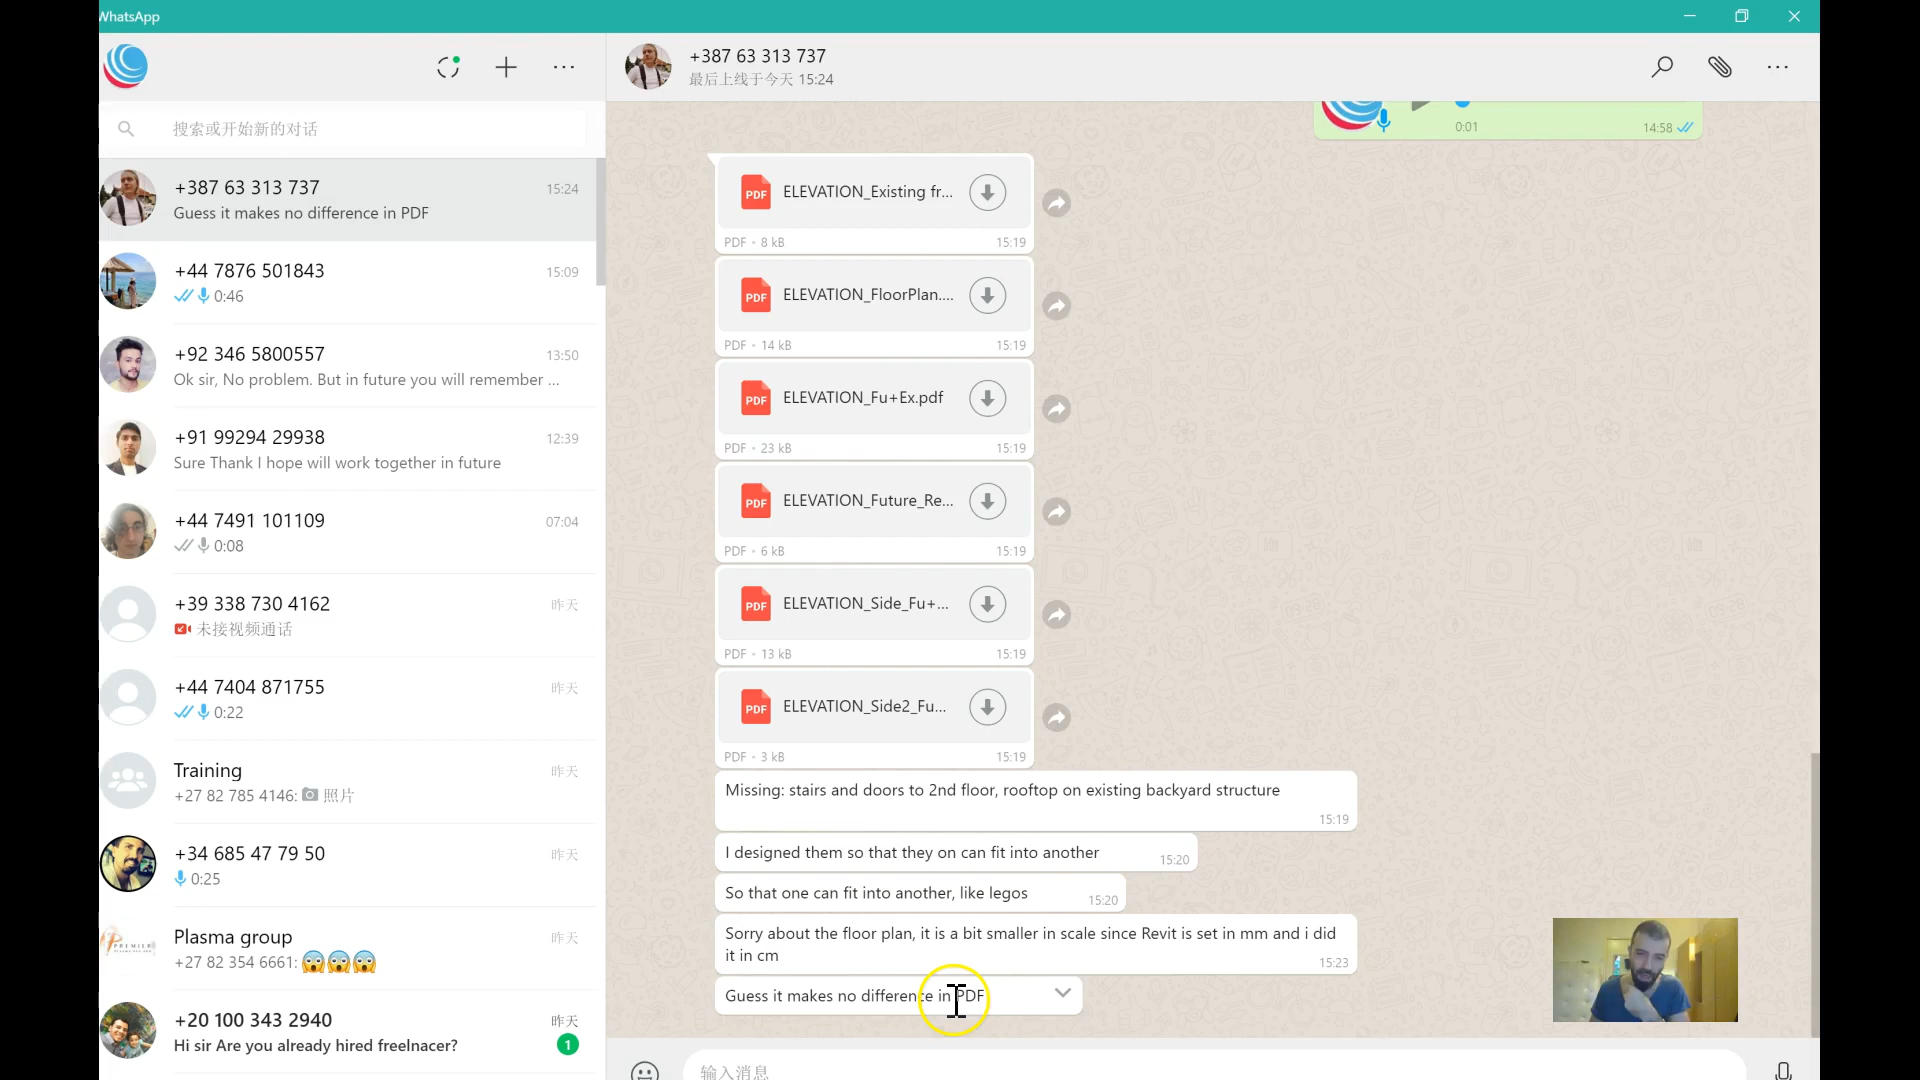 WhatsApp
搜索或开始新的对话
+387 63 313 737
15:24
Guess it makes no difference in PDF
+44 7876 501843
15:09
0:46
+92 346 5800557
13:50
Ok sir, No problem. But in future you will remember ...
+91 99294 29938
12:39
Sure Thank I hope will work together in future
+44 7491 101109
07:04
0:08
+39 338 730 4162
昨天
未接视频通话
+44 7404 871755
昨天
0:22
Training
昨天
+27 82 785 4146: 照片
+34 685 47 79 50
昨天
0:25
Plasma group
昨天
+27 82 354 6661: 😱😱😱
+20 100 343 2940
昨天
Hi sir Are you already hired freelnacer?
1
+387 63 313 737
最后上线于今天 15:24
0:01
14:58
PDF ELEVATION_Existing fr...
PDF • 8 kB
15:19
PDF ELEVATION_FloorPlan....
PDF • 14 kB
15:19
PDF ELEVATION_Fu+Ex.pdf
PDF • 23 kB
15:19
PDF ELEVATION_Future_Re...
PDF • 6 kB
15:19
PDF ELEVATION_Side_Fu+...
PDF • 13 kB
15:19
PDF ELEVATION_Side2_Fu...
PDF • 3 kB
15:19
Missing: stairs and doors to 2nd floor, rooftop on existing backyard structure
15:19
I designed them so that they on can fit into another
15:20
So that one can fit into another, like legos
15:20
Sorry about the floor plan, it is a bit smaller in scale since Revit is set in mm and i did
it in cm
15:23
Guess it makes no difference in PDF
输入消息